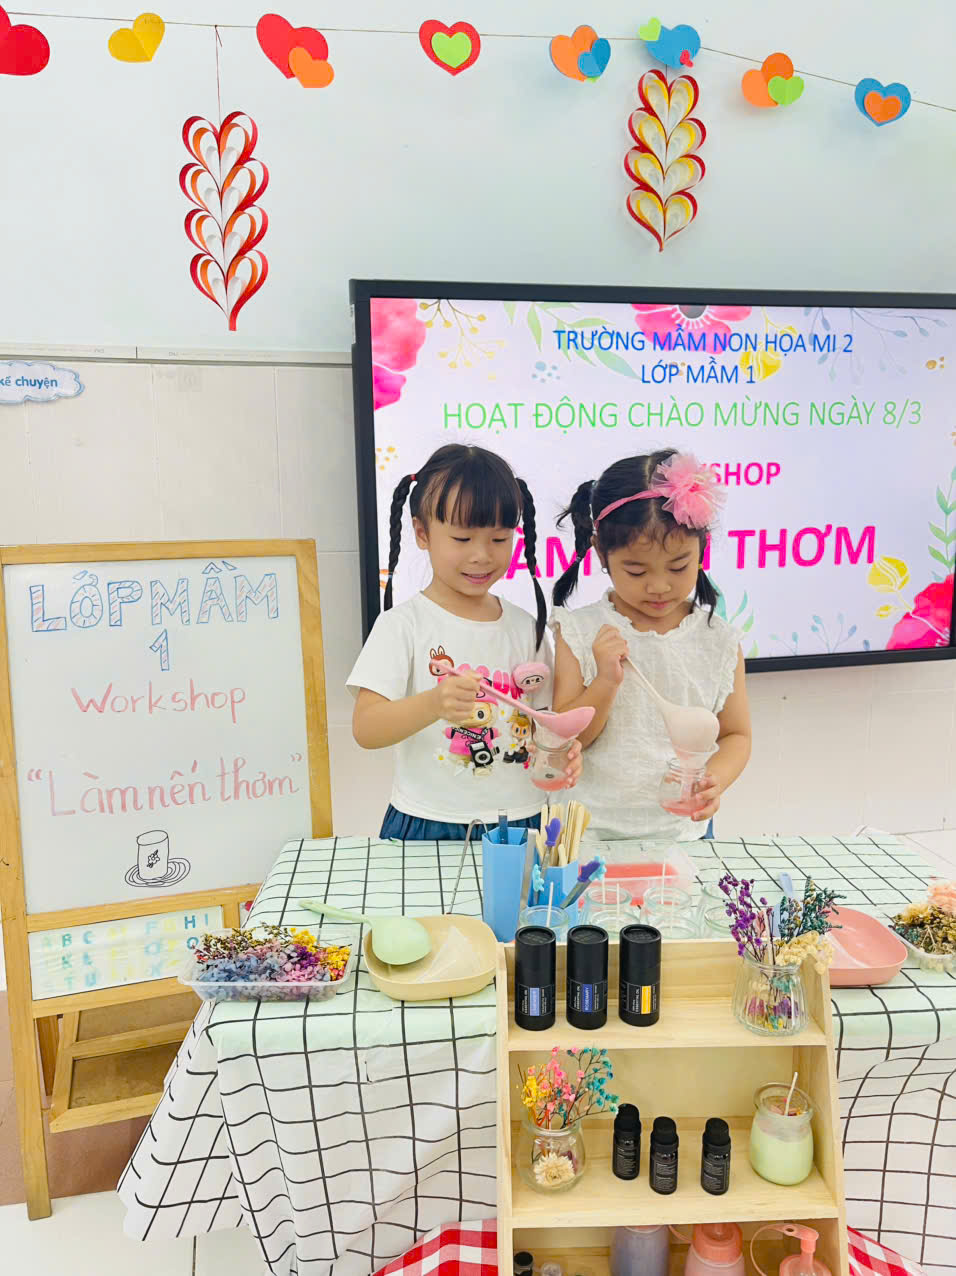 TRƯỜNG MẦM NON HỌA MI 2
LỚP MẦM 1
HOẠT ĐỘNG CHÀO MỪNG NGÀY 8/3
SHOP
THƠM
kể chuyện
LỚP MẦM
1
Workshop
"Làm nến thơm"